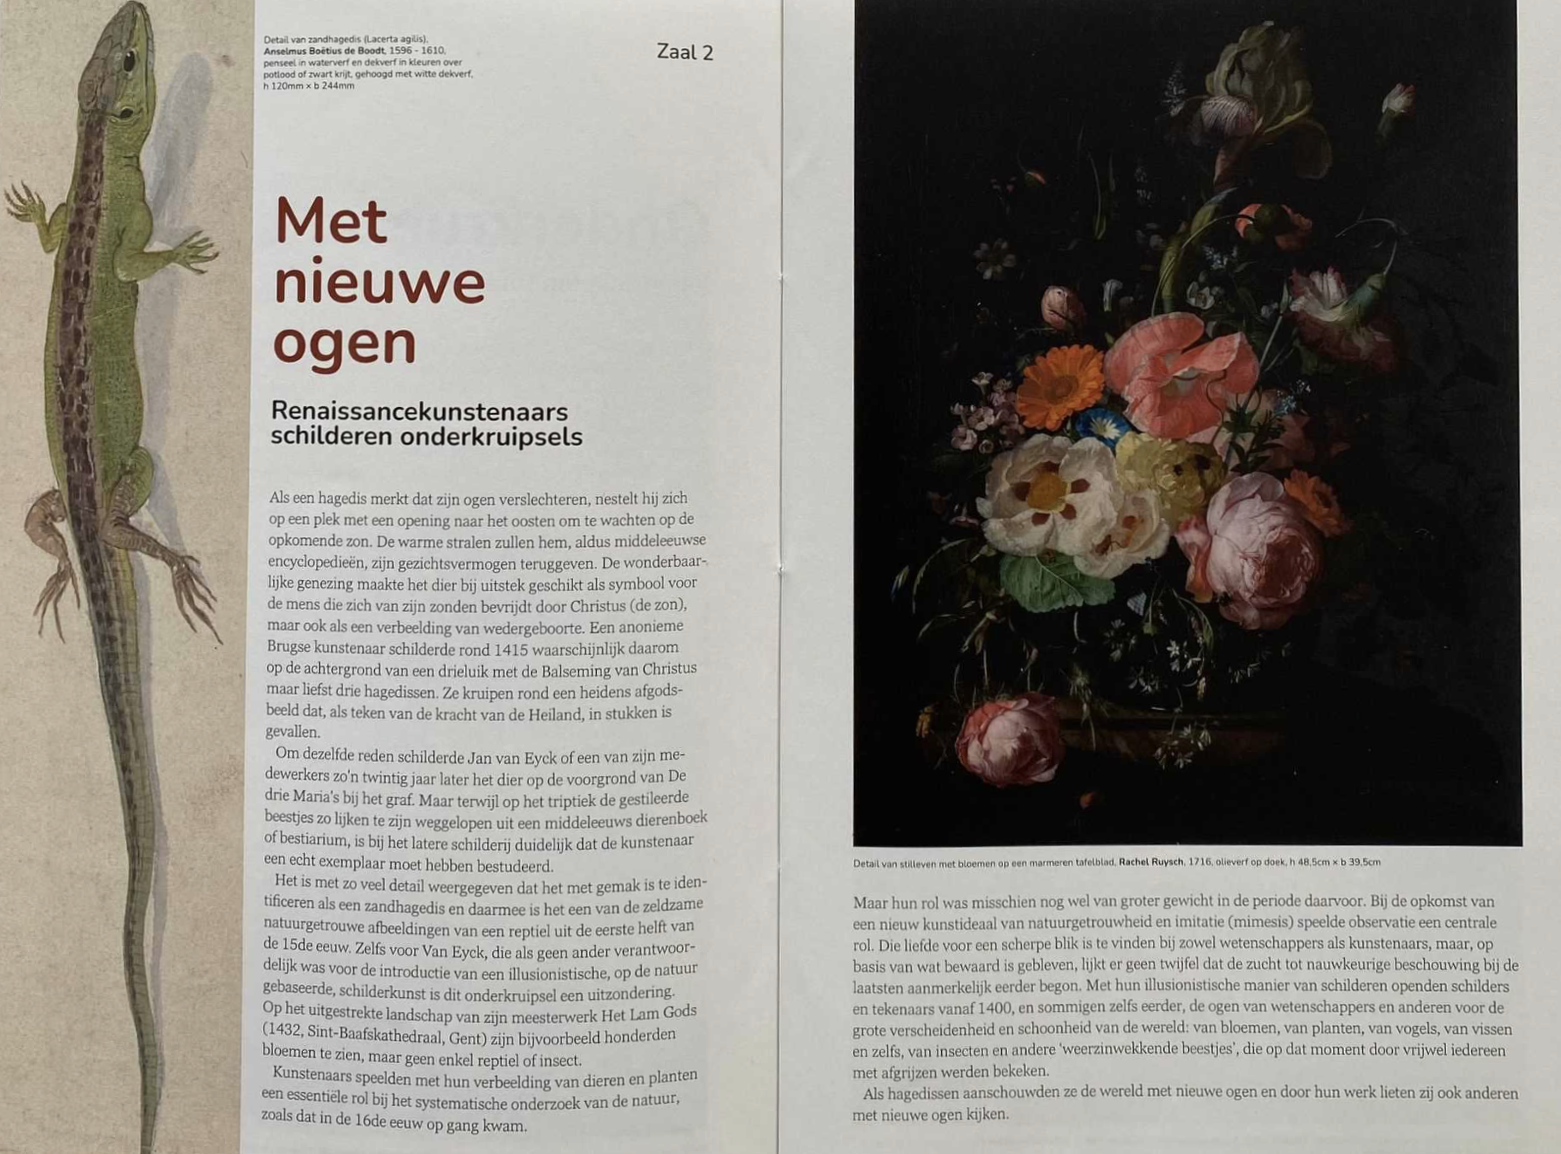 Detail van zandhagedis (Lacerta agilis),
Anselmus Boëtius de Boodt, 1596 - 1610,
penseel in waterverf en dekverf in kleuren over
potlood of zwart krijt, gehoogd met witte dekverf,
h 120mm x b 244mm
Zaal 2
Met
nieuwe
ogen
Renaissancekunstenaars
schilderen onderkruipsels
Als een hagedis merkt dat zijn ogen verslechteren, nestelt hij zich
op een plek met een opening naar het oosten om te wachten op de
opkomende zon. De warme stralen zullen hem, aldus middeleeuwse
encyclopedieën, zijn gezichtsvermogen teruggeven. De wonderbaar-
lijke genezing maakte het dier bij uitstek geschikt als symbool voor
de mens die zich van zijn zonden bevrijdt door Christus (de zon),
maar ook als een verbeelding van wedergeboorte. Een anonieme
Brugse kunstenaar schilderde rond 1415 waarschijnlijk daarom
op de achtergrond van een drieluik met de Balseming van Christus
maar liefst drie hagedissen. Ze kruipen rond een heidens afgods-
beeld dat, als teken van de kracht van de Heiland, in stukken is
gevallen.
Om dezelfde reden schilderde Jan van Eyck of een van zijn me-
dewerkers zo'n twintig jaar later het dier op de voorgrond van De
drie Maria's bij het graf. Maar terwijl op het triptiek de gestileerde
beestjes zo lijken te zijn weggelopen uit een middeleeuws dierenboek
of bestiarium, is bij het latere schilderij duidelijk dat de kunstenaar
een echt exemplaar moet hebben bestudeerd.
Het is met zo veel detail weergegeven dat het met gemak is te iden-
tificeren als een zandhagedis en daarmee is het een van de zeldzame
natuurgetrouwe afbeeldingen van een reptiel uit de eerste helft van
de 15de eeuw. Zelfs voor Van Eyck, die als geen ander verantwoor-
delijk was voor de introductie van een illusionistische, op de natuur
gebaseerde, schilderkunst is dit onderkruipsel een uitzondering.
Op het uitgestrekte landschap van zijn meesterwerk Het Lam Gods
(1432, Sint-Baafskathedraal, Gent) zijn bijvoorbeeld honderden
bloemen te zien, maar geen enkel reptiel of insect.
Kunstenaars speelden met hun verbeelding van dieren en planten
een essentiële rol bij het systematische onderzoek van de natuur,
zoals dat in de 16de eeuw op gang kwam.
Detail van stilleven met bloemen op een marmeren tafelblad, Rachel Ruysch, 1716, olieverf op doek, h 48,5cm x b 39,5cm
Maar hun rol was misschien nog wel van groter gewicht in de periode daarvoor. Bij de opkomst van
een nieuw kunstideaal van natuurgetrouwheid en imitatie (mimesis) speelde observatie een centrale
rol. Die liefde voor een scherpe blik is te vinden bij zowel wetenschappers als kunstenaars, maar, op
basis van wat bewaard is gebleven, lijkt er geen twijfel dat de zucht tot nauwkeurige beschouwing bij de
laatsten aanmerkelijk eerder begon. Met hun illusionistische manier van schilderen openden schilders
en tekenaars vanaf 1400, en sommigen zelfs eerder, de ogen van wetenschappers en anderen voor de
grote verscheidenheid en schoonheid van de wereld: van bloemen, van planten, van vogels, van vissen
en zelfs, van insecten en andere 'weerzinwekkende beestjes', die op dat moment door vrijwel iedereen
met afgrijzen werden bekeken.
Als hagedissen aanschouwden ze de wereld met nieuwe ogen en door hun werk lieten zij ook anderen
met nieuwe ogen kijken.